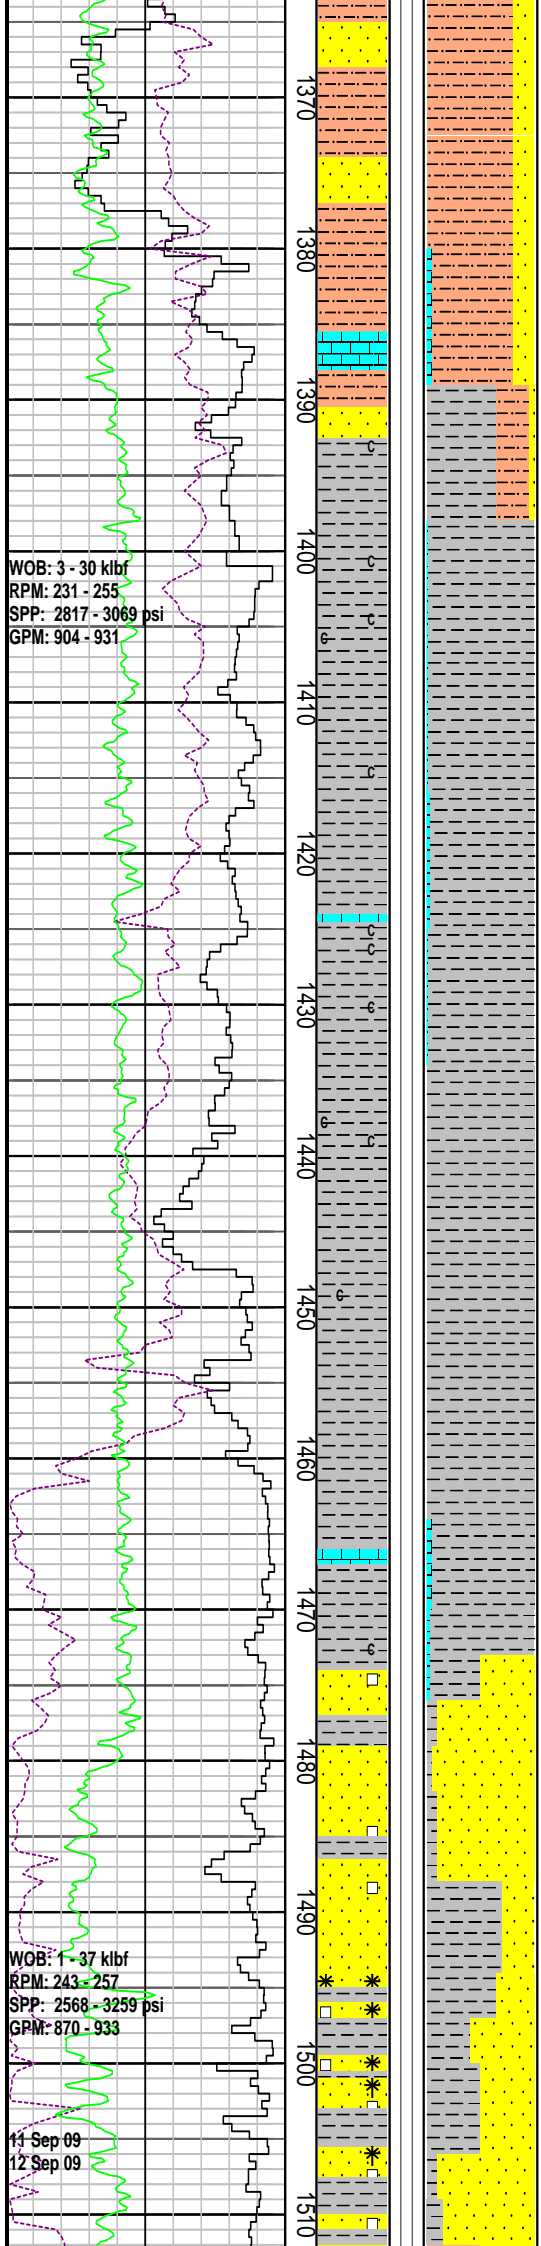 1370
1380
1390
1400
WOB: 3 - 30 klbf
RPM: 231 - 255
SPP: 2817 - 3069 psi
GPM: 904 - 931
1410
1420
1430
1440
1450
1460
1470
1480
1490
WOB: 1 - 37 klbf
RPM: 243 - 257
SPP: 2568 - 3259 psi
GPM: 870 - 933
1500
11 Sep 09
12 Sep 09
1510